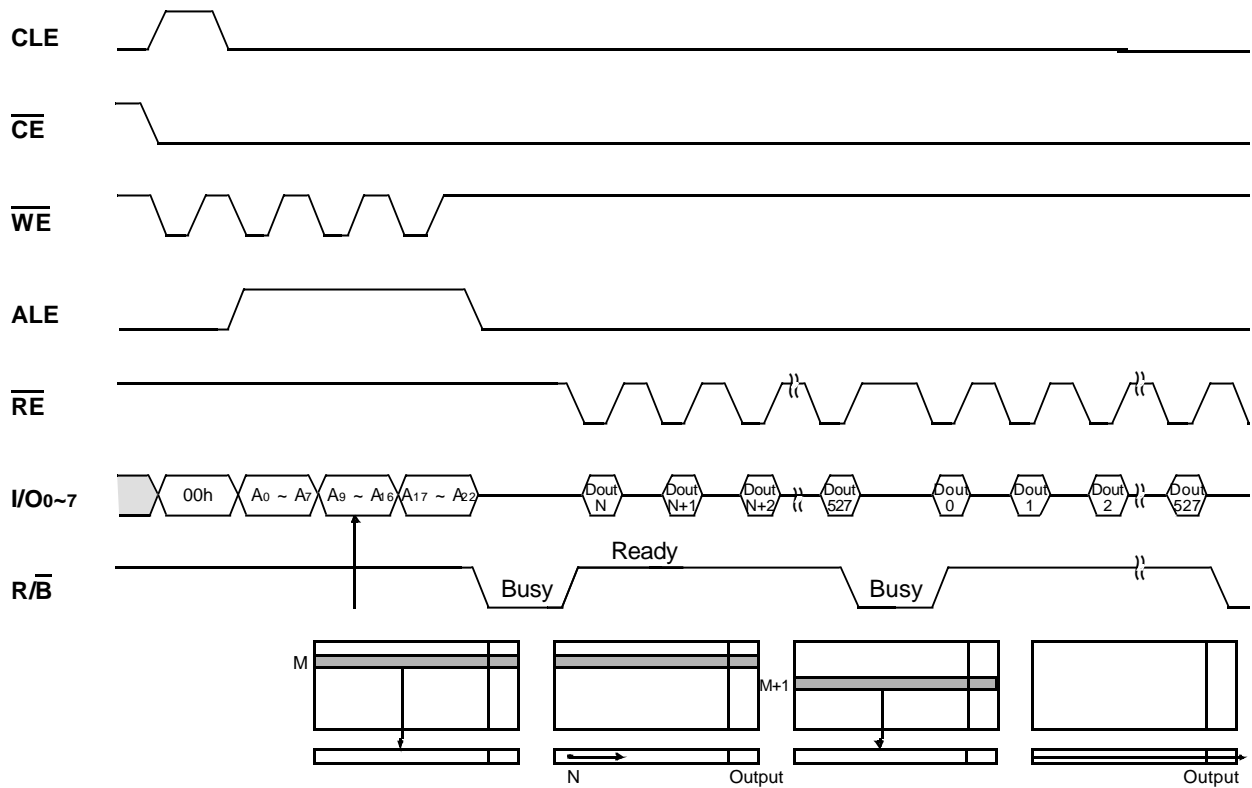 CLE
CE
WE
ALE
RE
I/O0~7
00h
A0 ~ A7
A9 ~ A16
A17 ~ A22
Dout
N
Dout
N+1
Dout
N+2
Dout
527
Dout
0
Dout
1
Dout
2
Dout
527
R/B
Busy
Ready
Busy
M
M+1
N
Output
Output